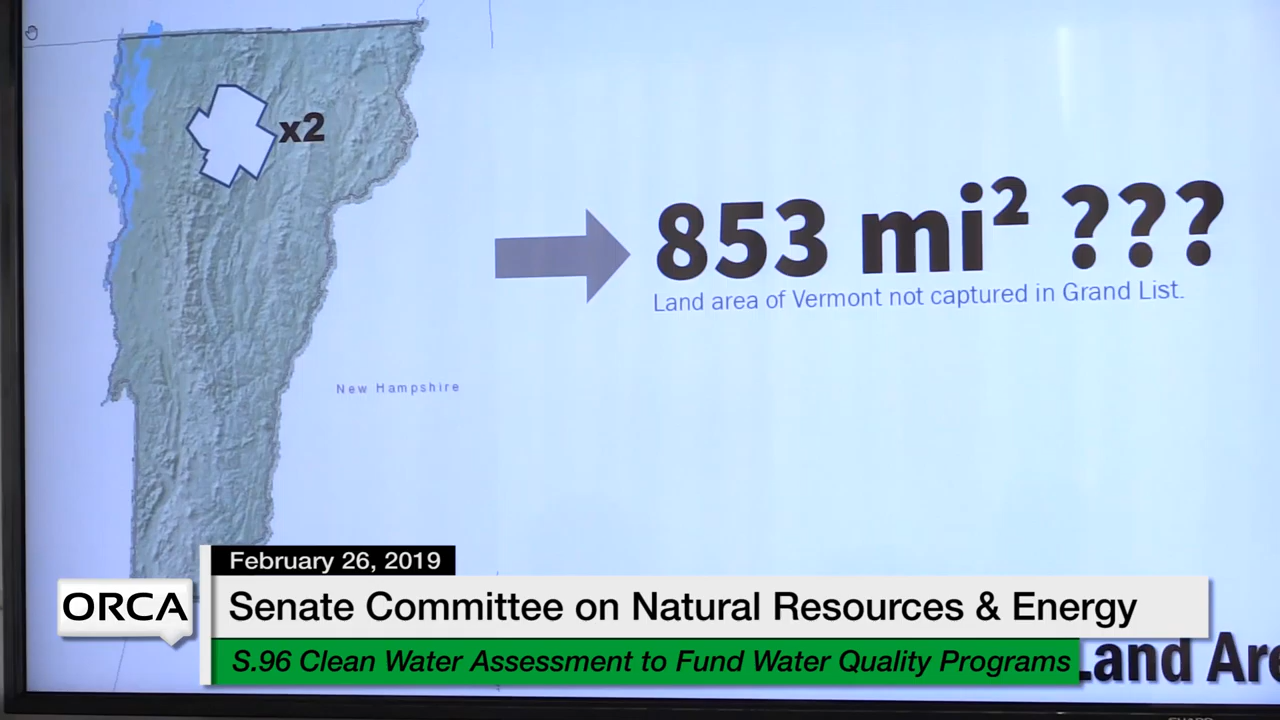 x2
853 mi² ???
Land area of Vermont not captured in Grand List.
New Hampshire
February 26, 2019
ORCA
Senate Committee on Natural Resources & Energy
S.96 Clean Water Assessment to Fund Water Quality Programs
Land Are